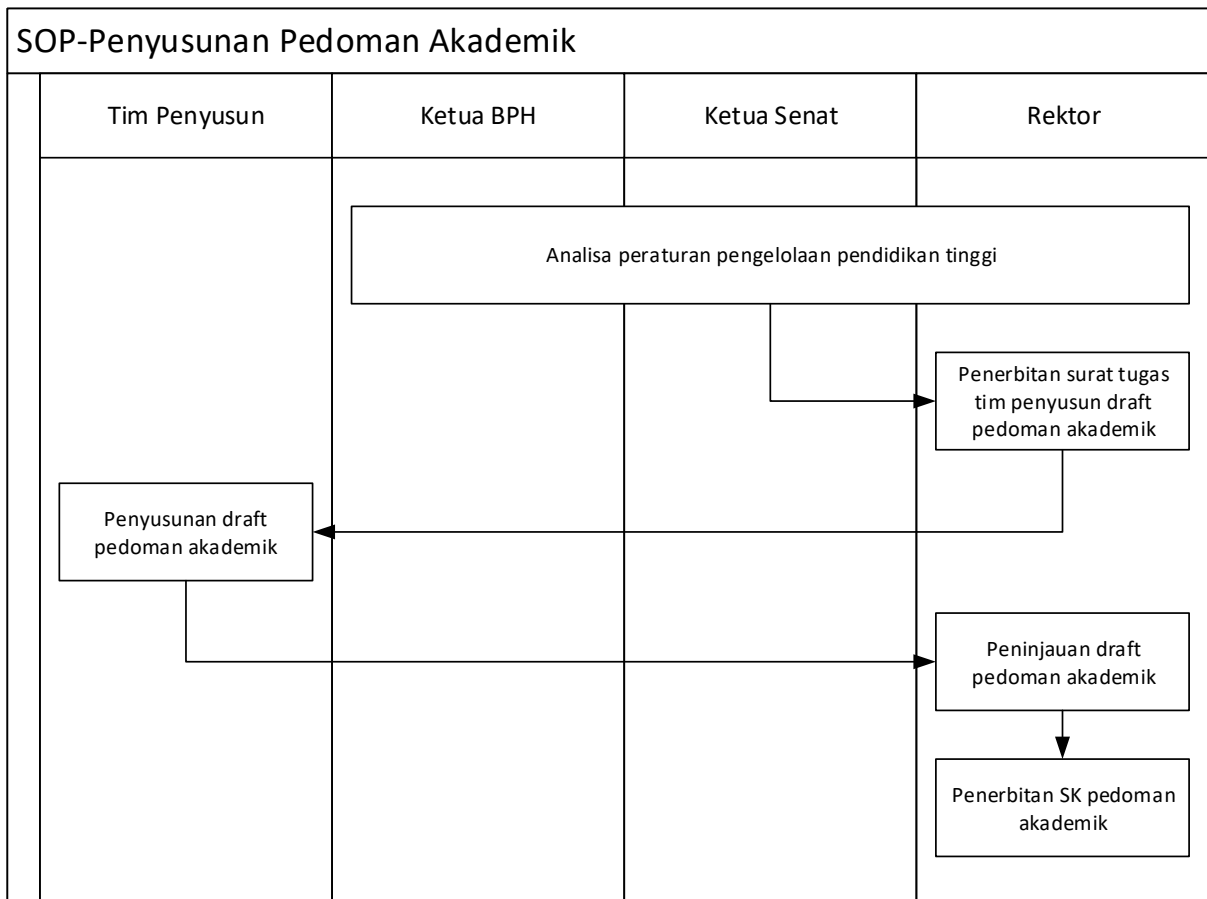 SOP-Penyusunan Pedoman Akademik
Tim Penyusun
Ketua BPH
Ketua Senat
Rektor
Analisa peraturan pengelolaan pendidikan tinggi
Penerbitan surat tugas
tim penyusun draft
pedoman akademik
Penyusunan draft
pedoman akademik
Peninjauan draft
pedoman akademik
Penerbitan SK pedoman
akademik